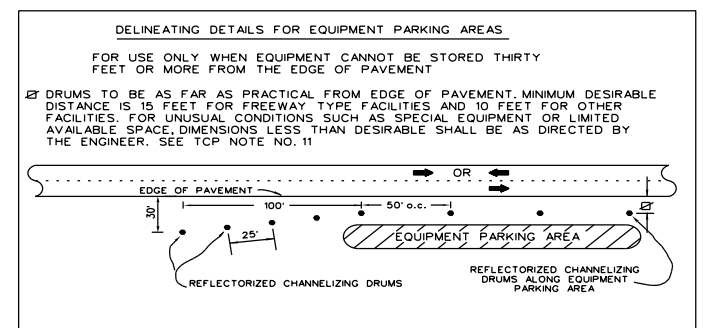 DELINEATING DETAILS FOR EQUIPMENT PARKING AREAS
FOR USE ONLY WHEN EQUIPMENT CANNOT BE STORED THIRTY
FEET OR MORE FROM THE EDGE OF PAVEMENT
DRUMS TO BE AS FAR AS PRACTICAL FROM EDGE OF PAVEMENT. MINIMUM DESIRABLE
DISTANCE IS 15 FEET FOR FREEWAY TYPE FACILITIES AND 10 FEET FOR OTHER
FACILITIES. FOR UNUSUAL CONDITIONS SUCH AS SPECIAL EQUIPMENT OR LIMITED
AVAILABLE SPACE, DIMENSIONS LESS THAN DESIRABLE SHALL BE AS DIRECTED BY
THE ENGINEER. SEE TCP NOTE NO. 11
OR
EDGE OF PAVEMENT
30'
100'
50' o.c.
25'
EQUIPMENT PARKING AREA
REFLECTORIZED CHANNELIZING DRUMS
REFLECTORIZED CHANNELIZING
DRUMS ALONG EQUIPMENT
PARKING AREA